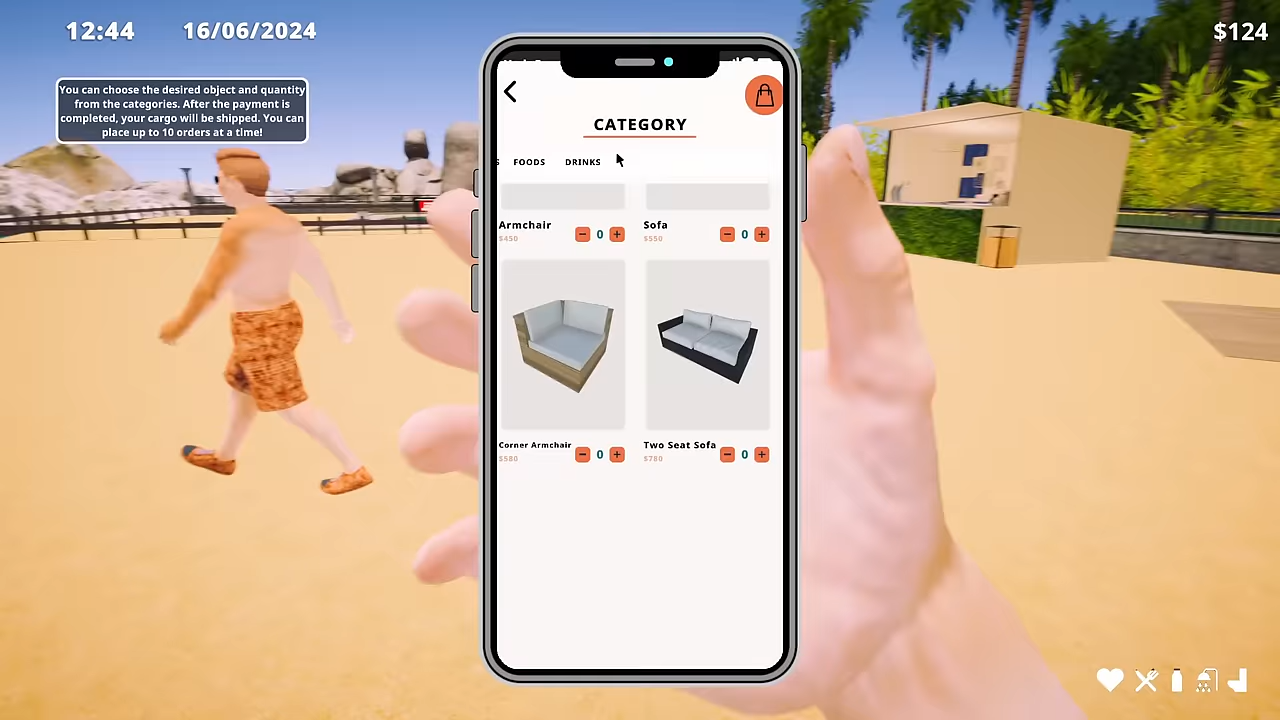 12:44 16/06/2024
$124
You can choose the desired object and quantity
from the categories. After the payment is
completed, your cargo will be shipped. You can
place up to 10 orders at a time!
CATEGORY
S FOODS DRINKS
Armchair
$450
− 0 +
Sofa
$550
− 0 +
Corner Armchair
$580
− 0 +
Two Seat Sofa
$780
− 0 +